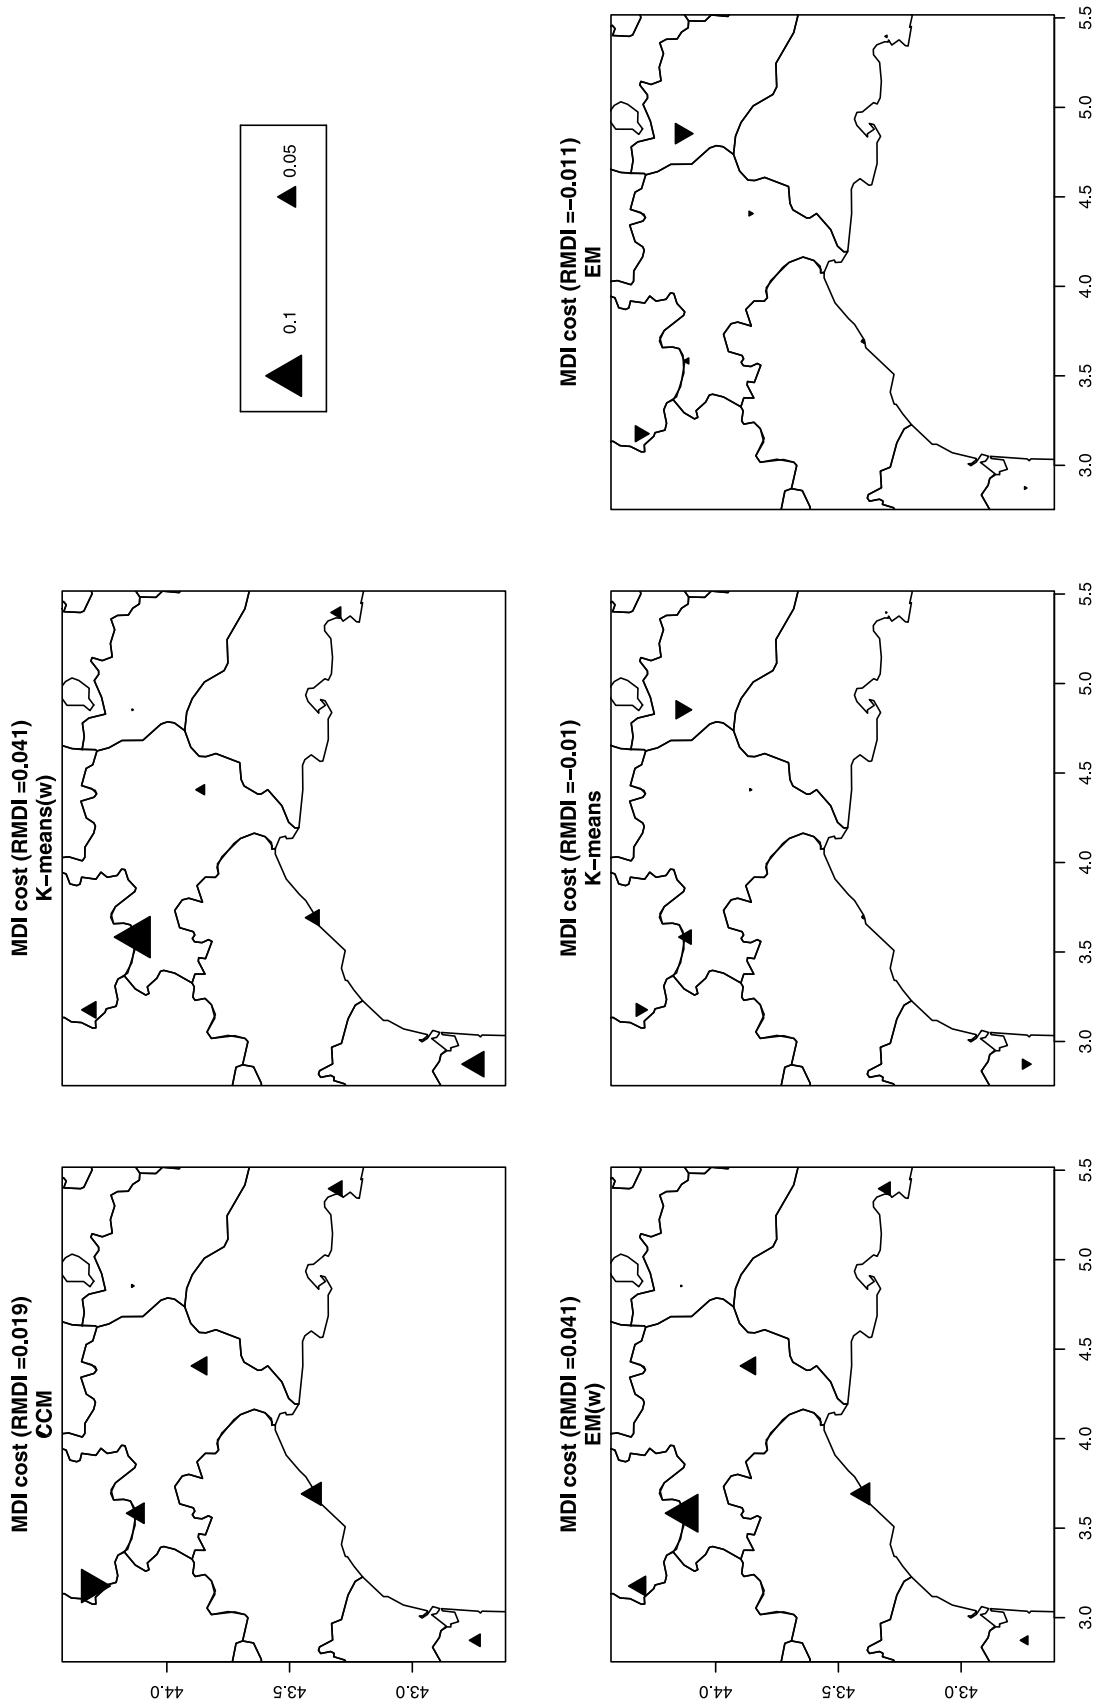 MDI cost (RMDI =0.019)
CCM
44.0
43.5
43.0
MDI cost (RMDI =0.041)
K−means(w)
0.1
0.05
MDI cost (RMDI =0.041)
EM(w)
44.0
43.5
43.0
3.0 3.5 4.0 4.5 5.0 5.5
MDI cost (RMDI =−0.01)
K−means
3.0 3.5 4.0 4.5 5.0 5.5
MDI cost (RMDI =−0.011)
EM
3.0 3.5 4.0 4.5 5.0 5.5